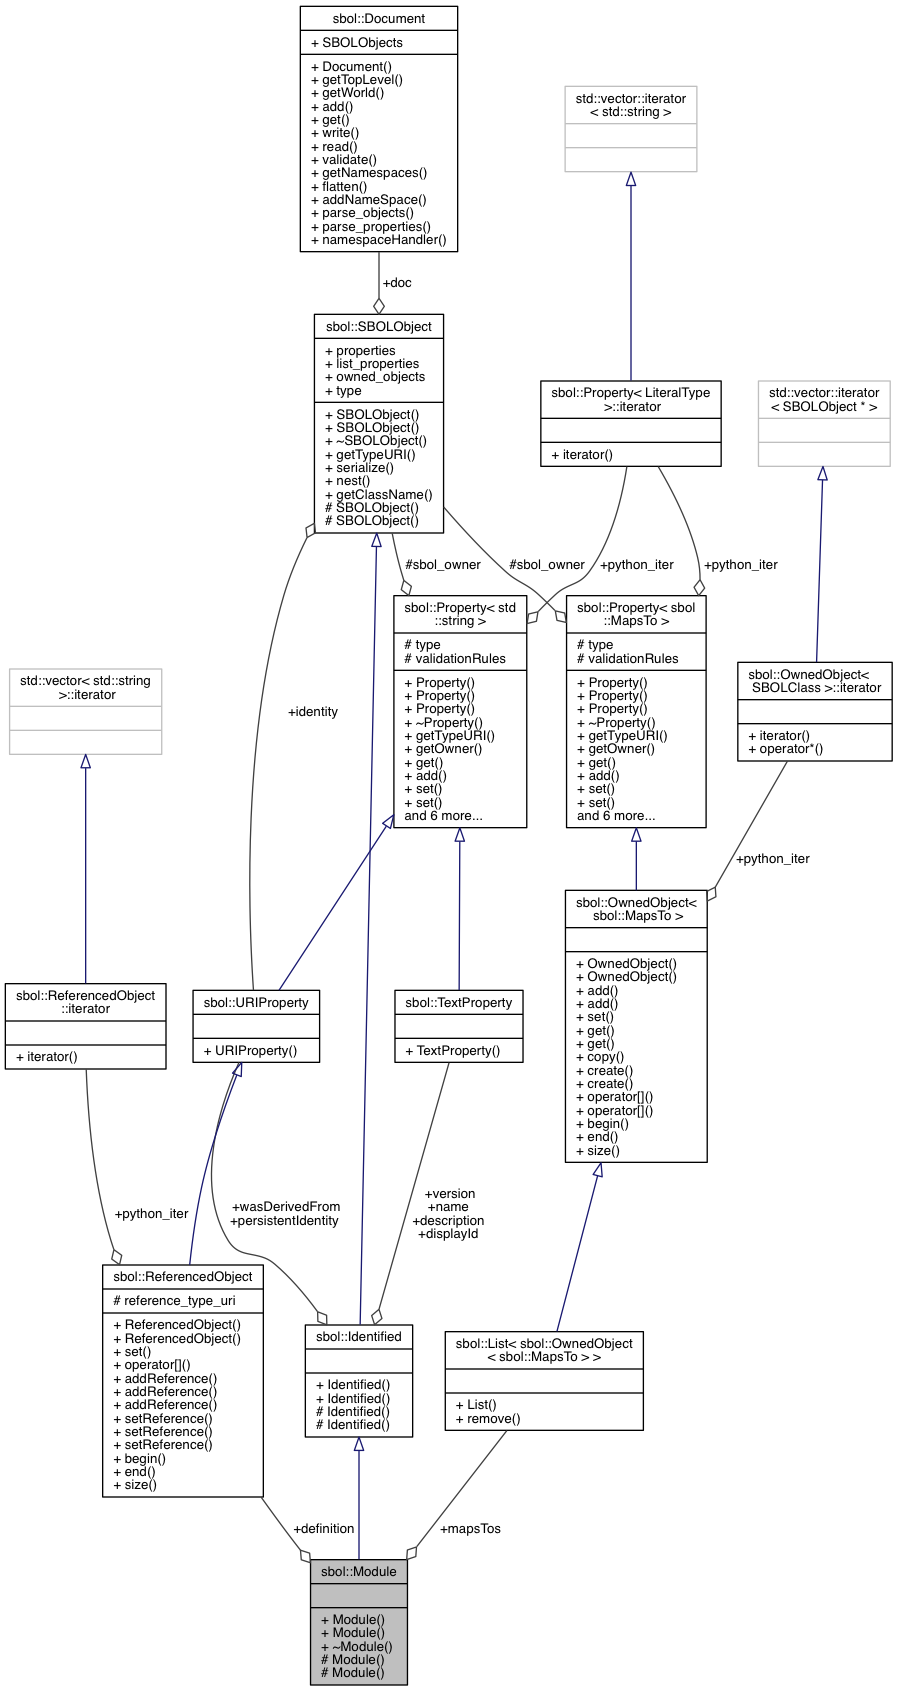 sbol::Document
+ SBOLObjects
+ Document()
+ getTopLevel()
+ getWorld()
+ add()
+ get()
+ write()
+ read()
+ validate()
+ getNamespaces()
+ flatten()
+ addNameSpace()
+ parse_objects()
+ parse_properties()
+ namespaceHandler()
std::vector::iterator
< std::string >
+doc
sbol::SBOLObject
+ properties
+ list_properties
+ owned_objects
+ type
+ SBOLObject()
+ SBOLObject()
+ ~SBOLObject()
+ getTypeURI()
+ serialize()
+ nest()
+ getClassName()
# SBOLObject()
# SBOLObject()
sbol::Property< LiteralType
>::iterator
+ iterator()
std::vector::iterator
< SBOLObject * >
#sbol_owner
#sbol_owner
+python_iter
+python_iter
sbol::Property< std
::string >
# type
# validationRules
+ Property()
+ Property()
+ Property()
+ ~Property()
+ getTypeURI()
+ getOwner()
+ get()
+ add()
+ set()
+ set()
and 6 more...
sbol::Property< sbol
::MapsTo >
# type
# validationRules
+ Property()
+ Property()
+ Property()
+ ~Property()
+ getTypeURI()
+ getOwner()
+ get()
+ add()
+ set()
+ set()
and 6 more...
sbol::OwnedObject<
SBOLClass >::iterator
+ iterator()
+ operator*()
std::vector< std::string
>::iterator
+identity
+python_iter
sbol::OwnedObject<
sbol::MapsTo >
+ OwnedObject()
+ OwnedObject()
+ add()
+ add()
+ set()
+ get()
+ get()
+ copy()
+ create()
+ create()
+ operator[]()
+ operator[]()
+ begin()
+ end()
+ size()
sbol::ReferencedObject
::iterator
+ iterator()
sbol::URIProperty
+ URIProperty()
sbol::TextProperty
+ TextProperty()
+python_iter
+wasDerivedFrom
+persistentIdentity
+version
+name
+description
+displayId
sbol::ReferencedObject
# reference_type_uri
+ ReferencedObject()
+ ReferencedObject()
+ set()
+ operator[]()
+ addReference()
+ addReference()
+ addReference()
+ setReference()
+ setReference()
+ setReference()
+ begin()
+ end()
+ size()
sbol::Identified
+ Identified()
+ Identified()
# Identified()
# Identified()
sbol::List< sbol::OwnedObject
< sbol::MapsTo > >
+ List()
+ remove()
+definition
+mapsTos
sbol::Module
+ Module()
+ Module()
+ ~Module()
# Module()
# Module()